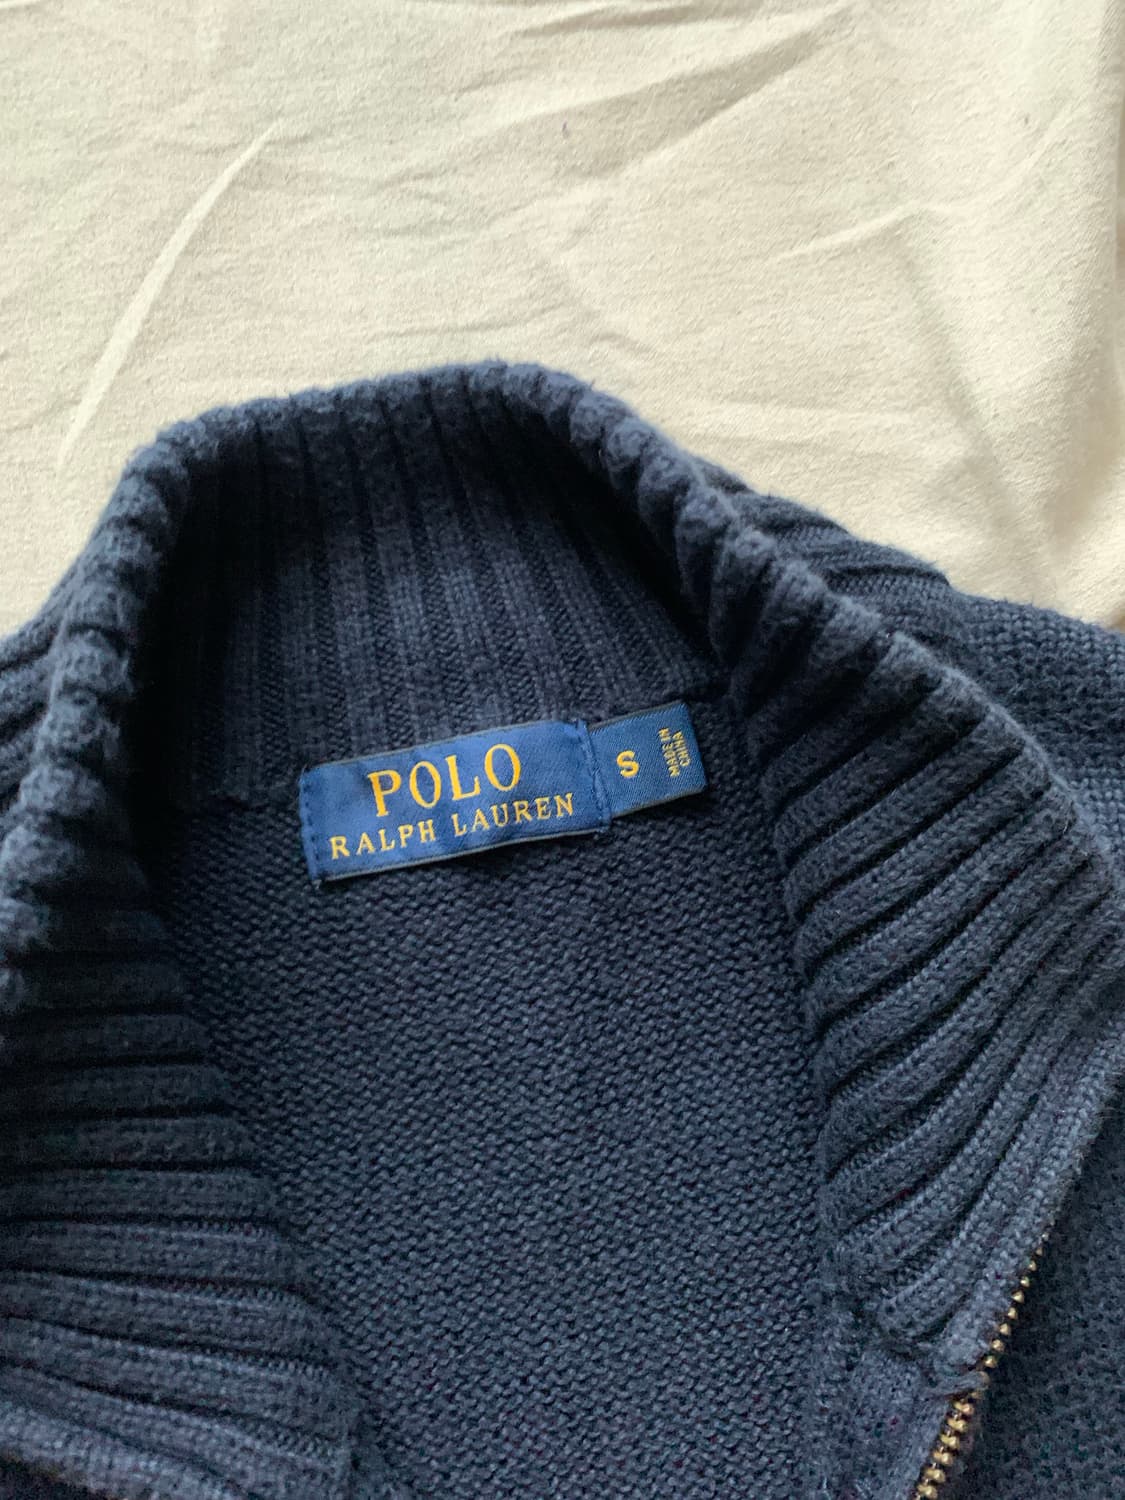 POLO
RALPH LAUREN
S
MADE IN
CHINA